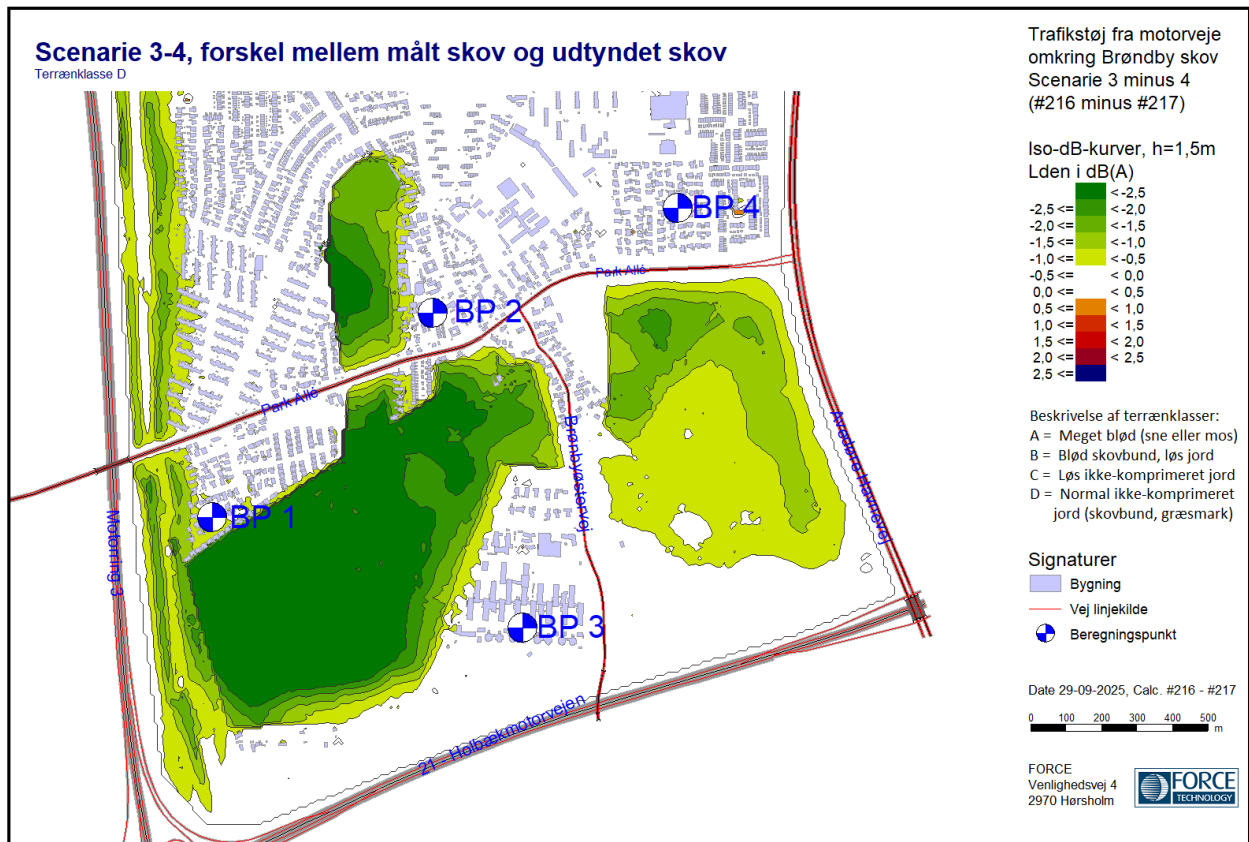 Scenarie 3-4, forskel mellem målt skov og udtyndet skov
Terrænklasse D
BP 4
Park Allé
BP 2
Park Allé
Brøndbyøstervej
Avedøre Havnevej
BP 1
Motorring 3
BP 3
21 - Holbækmotorvejen
Trafikstøj fra motorveje
omkring Brøndby skov
Scenarie 3 minus 4
(#216 minus #217)
Iso-dB-kurver, h=1,5m
Lden i dB(A)
< -2,5
-2,5 <= < -2,0
-2,0 <= < -1,5
-1,5 <= < -1,0
-1,0 <= < -0,5
-0,5 <= < 0,0
0,0 <= < 0,5
0,5 <= < 1,0
1,0 <= < 1,5
1,5 <= < 2,0
2,0 <= < 2,5
2,5 <=
Beskrivelse af terrænklasser:
A = Meget blød (sne eller mos)
B = Blød skovbund, løs jord
C = Løs ikke-komprimeret jord
D = Normal ikke-komprimeret
jord (skovbund, græsmark)
Signaturer
Bygning
Vej linjekilde
Beregningspunkt
Date 29-09-2025, Calc. #216 - #217
0 100 200 300 400 500
m
FORCE
Venlighedsvej 4
2970 Hørsholm
FORCE
TECHNOLOGY